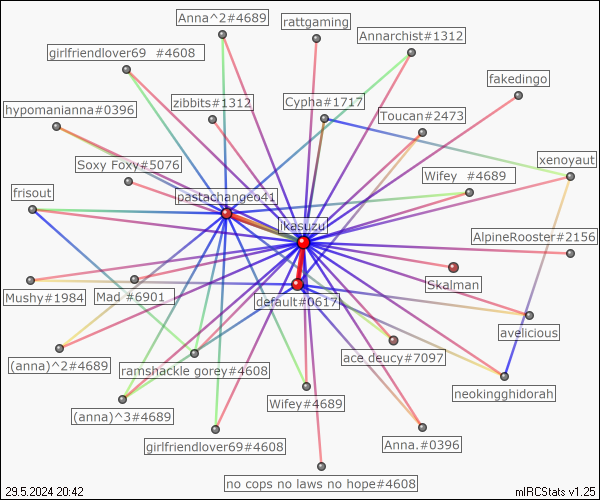 Anna^2#4689
rattgaming
Annarchist#1312
girlfriendlover69 #4608
fakedingo
hypomanianna#0396
zibbits#1312
Cypha#1717
Toucan#2473
Soxy Foxy#5076
xenoyaut
frisout
pastachangeo41
Wifey #4689
ikasuzu
AlpineRooster#2156
Skalman
Mushy#1984
Mad #6901
default#0617
avelicious
(anna)^2#4689
ramshackle gorey#4608
ace deucy#7097
neokingghidorah
(anna)^3#4689
Wifey#4689
girlfriendlover69#4608
Anna.#0396
no cops no laws no hope#4608
29.5.2024 20:42
mIRCStats v1.25